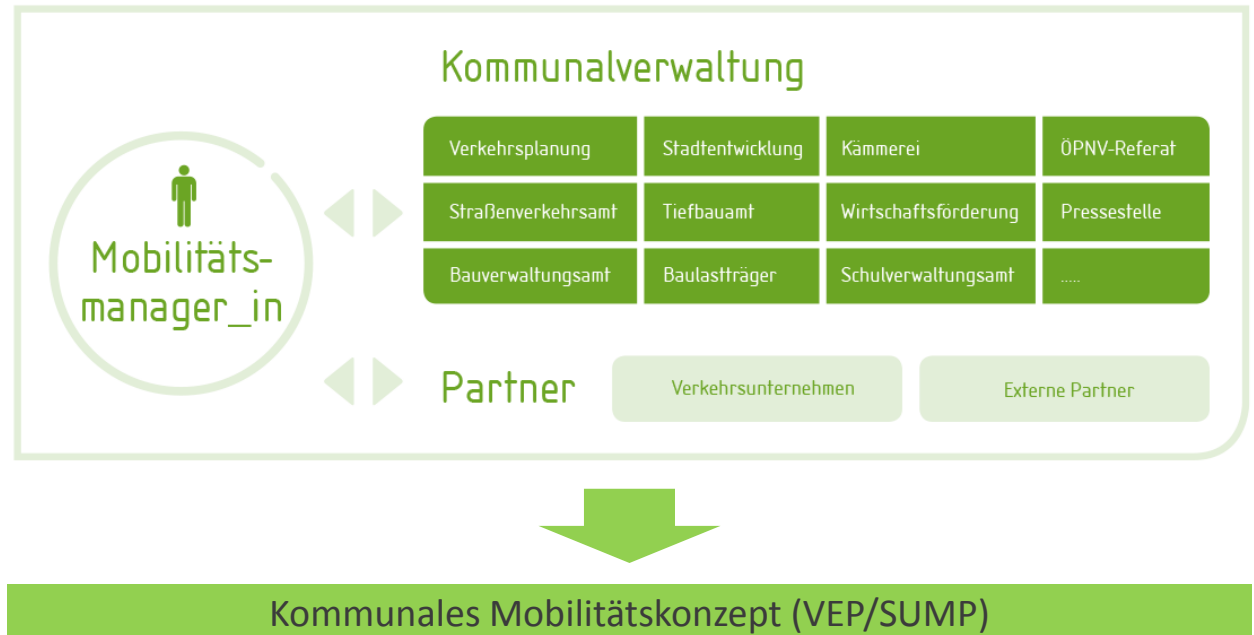 Kommunalverwaltung
Verkehrsplanung Stadtentwicklung Kämmerei ÖPNV-Referat
Straßenverkehrsamt Tiefbauamt Wirtschaftsförderung Pressestelle
Bauverwaltungsamt Baulastträger Schulverwaltungsamt .....
Mobilitäts-
manager_in
Partner Verkehrsunternehmen Externe Partner
Kommunales Mobilitätskonzept (VEP/SUMP)